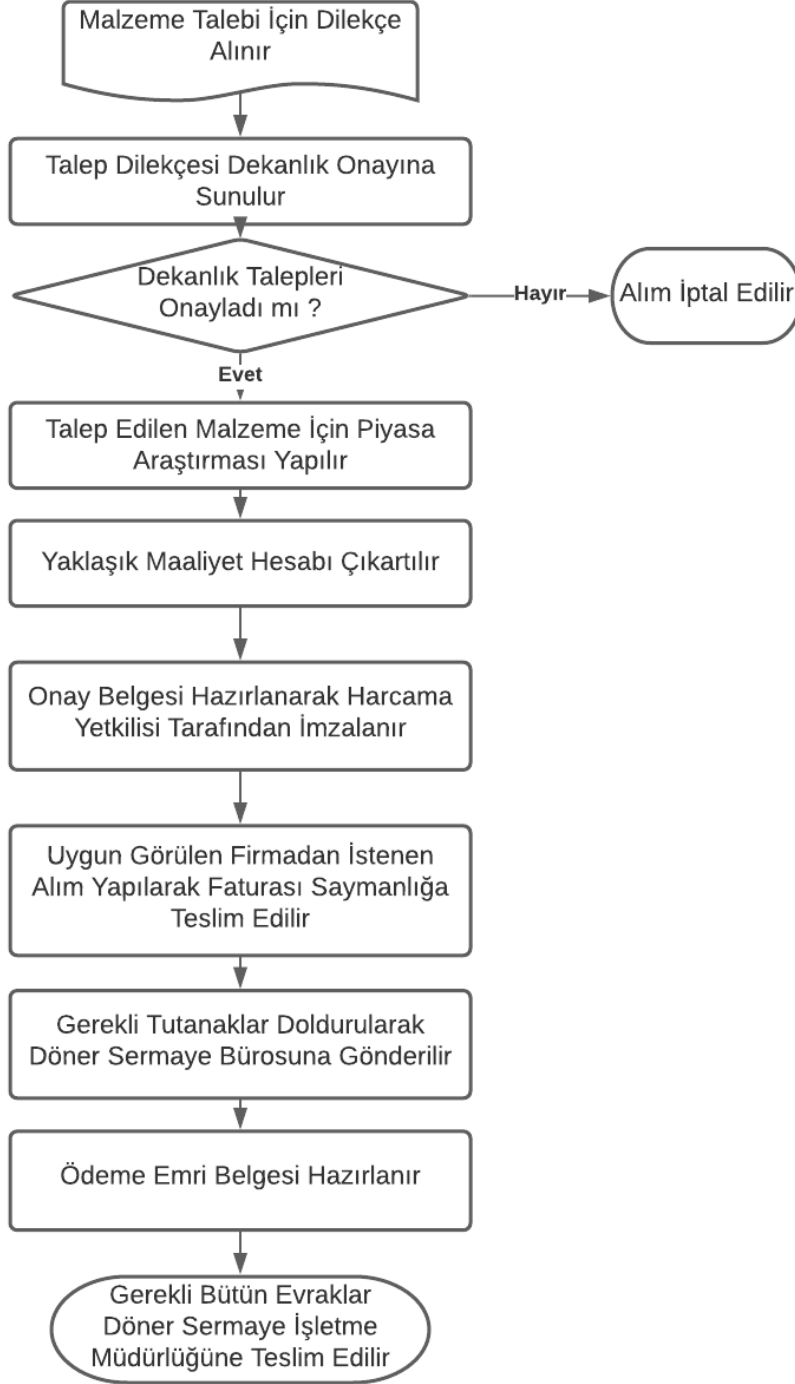 Malzeme Talebi İçin Dilekçe
Alınır
Talep Dilekçesi Dekanlık Onayına
Sunulur
Dekanlık Talepleri
Onayladı mı ?
Hayır
Alım İptal Edilir
Evet
Talep Edilen Malzeme İçin Piyasa
Araştırması Yapılır
Yaklaşık Maaliyet Hesabı Çıkartılır
Onay Belgesi Hazırlanarak Harcama
Yetkilisi Tarafından İmzalanır
Uygun Görülen Firmadan İstenen
Alım Yapılarak Faturası Saymanlığa
Teslim Edilir
Gerekli Tutanaklar Doldurularak
Döner Sermaye Bürosuna Gönderilir
Ödeme Emri Belgesi Hazırlanır
Gerekli Bütün Evraklar
Döner Sermaye İşletme
Müdürlüğüne Teslim Edilir